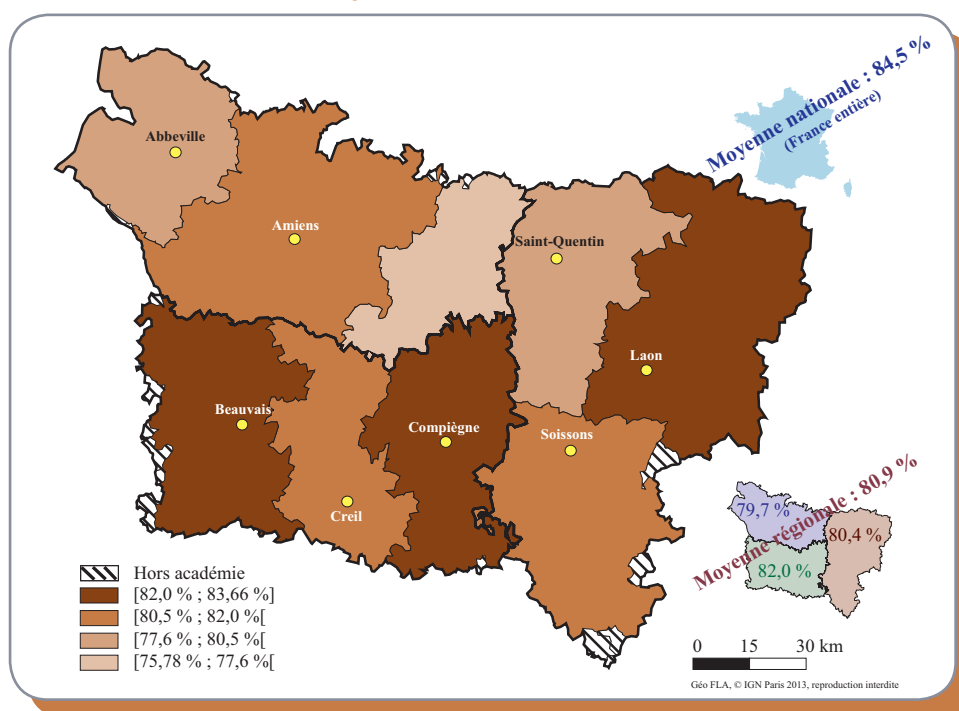 Moyenne nationale : 84,5 %
(France entière)
Abbeville
Amiens
Saint-Quentin
Laon
Beauvais
Compiègne
Soissons
Creil
Moyenne régionale : 80,9 %
79,7 %
80,4 %
82,0 %
Hors académie
[82,0 % ; 83,66 %]
[80,5 % ; 82,0 %[
[77,6 % ; 80,5 %[
[75,78 % ; 77,6 %[
0 15 30 km
Géo FLA, © IGN Paris 2013, reproduction interdite